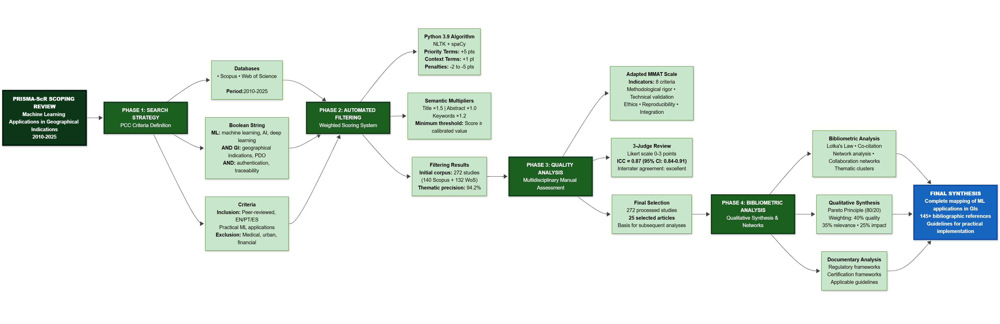 PRISMA-ScR SCOPING
REVIEW
Machine Learning
Applications in Geographical
Indications
2010-2025
PHASE 1: SEARCH
STRATEGY
PCC Criteria Definition
Databases
• Scopus • Web of Science
Period:2010-2025
Boolean String
ML: machine learning, AI, deep
learning
AND GI: geographical
indications, PDO
AND: authentication,
traceability
Criteria
Inclusion: Peer-reviewed,
EN/PT/ES
Practical ML applications
Exclusion: Medical, urban,
financial
PHASE 2: AUTOMATED
FILTERING
Weighted Scoring System
Python 3.9 Algorithm
NLTK + spaCy
Priority Terms: +5 pts
Context Terms: +1 pt
Penalties: -2 to -5 pts
Semantic Multipliers
Title ×1.5 | Abstract ×1.0
Keywords ×1.2
Minimum threshold: Score ≥
calibrated value
Filtering Results
Initial corpus: 272 studies
(140 Scopus + 132 WoS)
Thematic precision: 94.2%
PHASE 3: QUALITY
ANALYSIS
Multidisciplinary Manual
Assessment
Adapted MMAT Scale
Indicators: 8 criteria
Methodological rigor •
Technical validation
Ethics • Reproducibility •
Integration
3-Judge Review
Likert scale 0-3 points
ICC = 0.87 (95% CI: 0.84-0.91)
Interrater agreement: excellent
Final Selection
272 processed studies
25 selected articles
Basis for subsequent analyses
PHASE 4: BIBLIOMETRIC
ANALYSIS
Qualitative Synthesis &
Networks
Bibliometric Analysis
Lotka's Law • Co-citation
Network analysis •
Collaboration networks
Thematic clusters
Qualitative Synthesis
Pareto Principle (80/20)
Weighting: 40% quality
35% relevance • 25% impact
Documentary Analysis
Regulatory frameworks
Certification frameworks
Applicable guidelines
FINAL SYNTHESIS
Complete mapping of ML
applications in GIs
145+ bibliographic references
Guidelines for practical
implementation